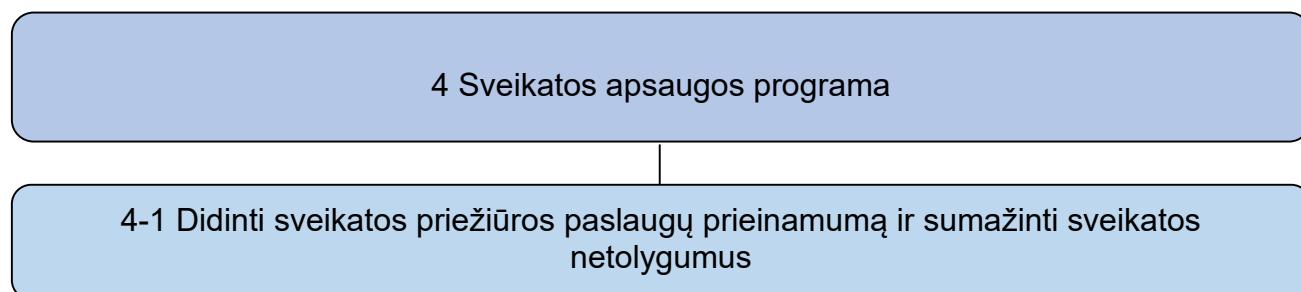 4 Sveikatos apsaugos programa
4-1 Didinti sveikatos priežiūros paslaugų prieinamumą ir sumažinti sveikatos
netolygumus